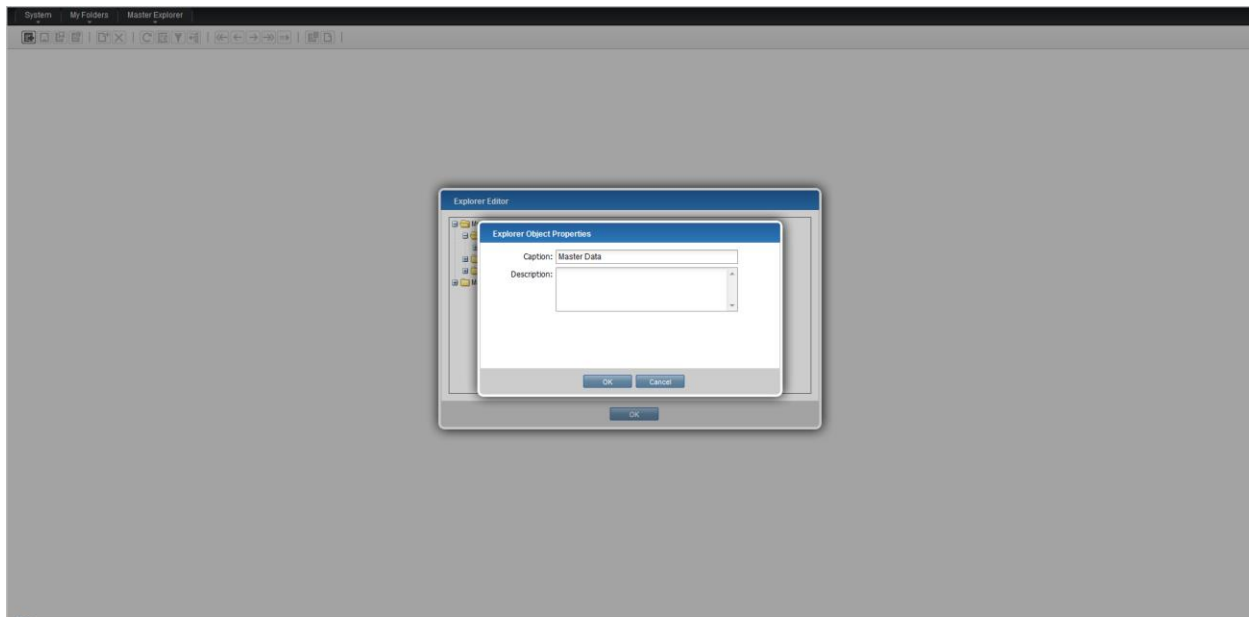 System My Folders Master Explorer
Explorer Editor
M
Explorer Object Properties
Caption: Master Data
Description:
M
OK Cancel
OK